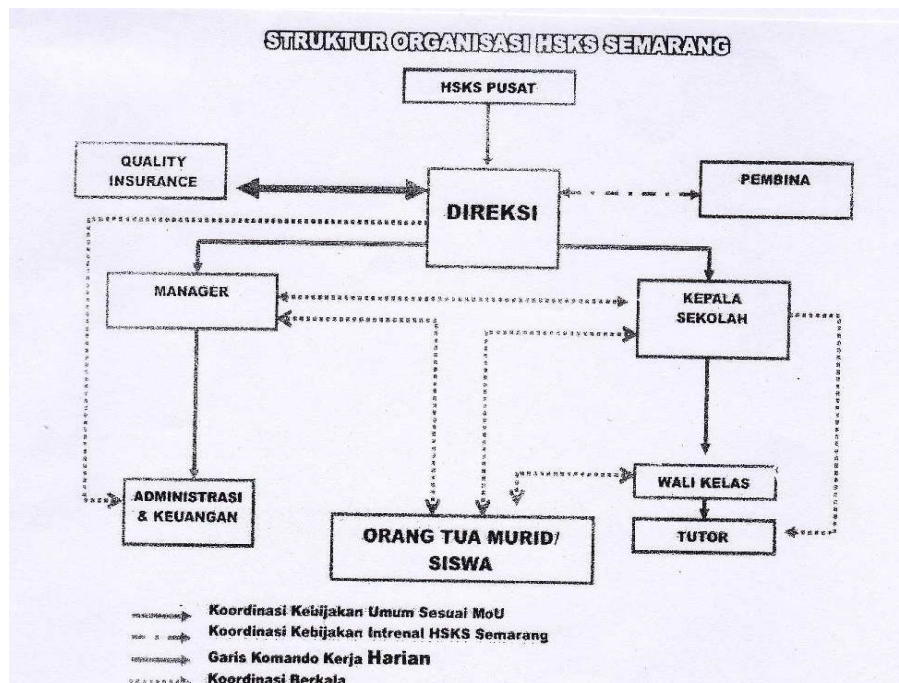 STRUKTUR ORGANISASI HSKS SEMARANG
HSKS PUSAT
QUALITY
INSURANCE
DIREKSI
PEMBINA
MANAGER
KEPALA
SEKOLAH
ADMINISTRASI
& KEUANGAN
WALI KELAS
TUTOR
ORANG TUA MURID/
SISWA
Koordinasi Kebijakan Umum Sesuai MoU
Koordinasi Kebijakan Intrenal HSKS Semarang
Garis Komando Kerja Harian
Koordinasi Berkala